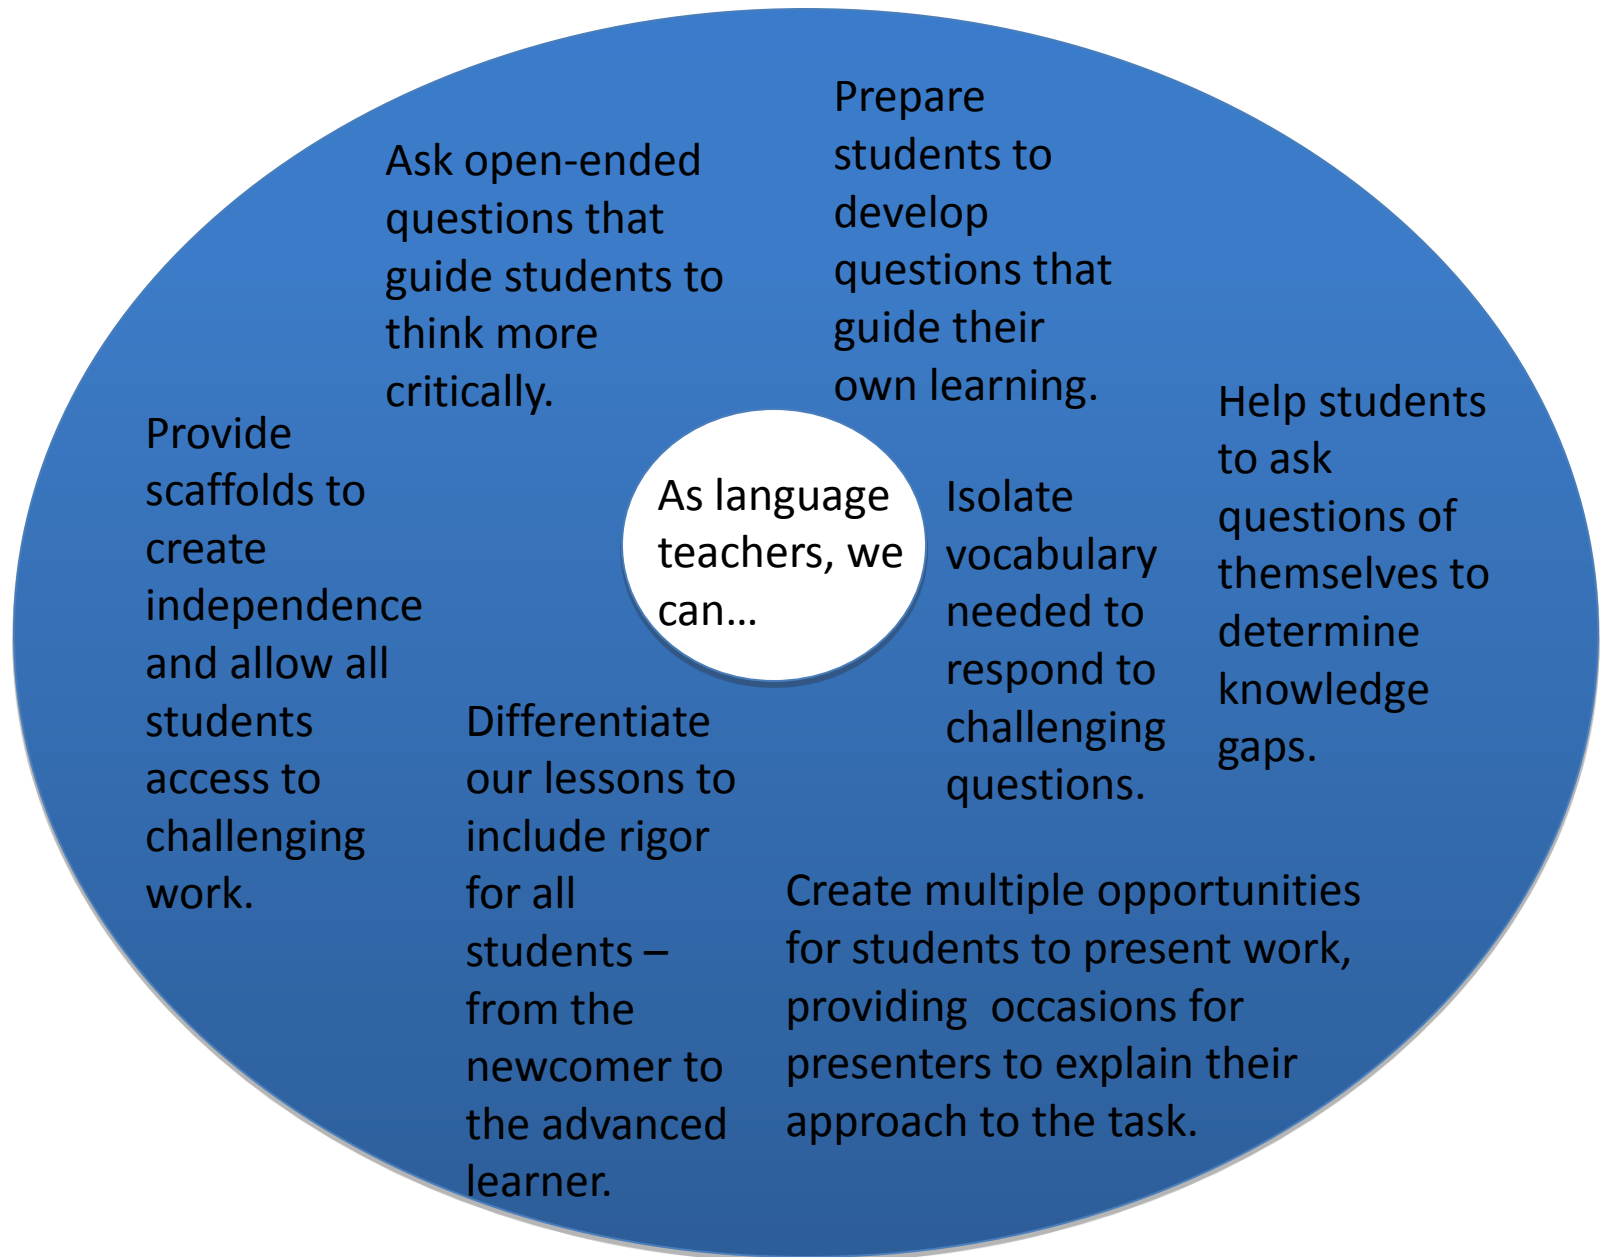 Ask open-ended
questions that
guide students to
think more
critically.
Prepare
students to
develop
questions that
guide their
own learning.
Help students
to ask
questions of
themselves to
determine
knowledge
gaps.
Provide
scaffolds to
create
independence
and allow all
students
access to
challenging
work.
As language
teachers, we
can…
Isolate
vocabulary
needed to
respond to
challenging
questions.
Differentiate
our lessons to
include rigor
for all
students –
from the
newcomer to
the advanced
learner.
Create multiple opportunities
for students to present work,
providing  occasions for
presenters to explain their
approach to the task.